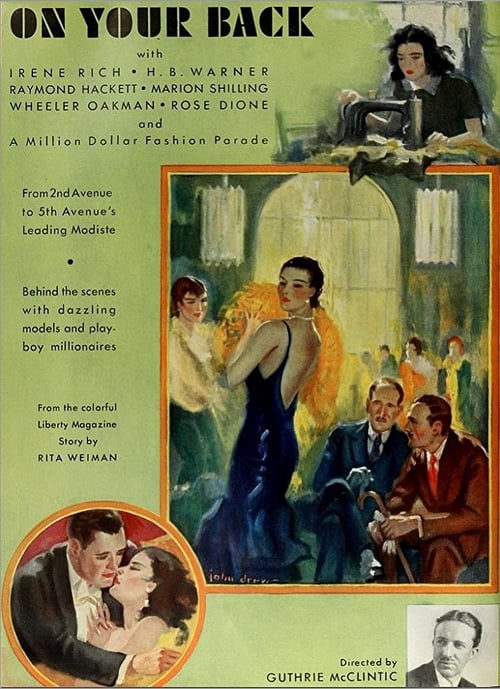 ON YOUR BACK
with
IRENE RICH • H. B. WARNER
RAYMOND HACKETT • MARION SHILLING
WHEELER OAKMAN • ROSE DIONE
and
A Million Dollar Fashion Parade
From 2nd Avenue
to 5th Avenue's
Leading Modiste
•
Behind the scenes
with dazzling
models and play-
boy millionaires
From the colorful
Liberty Magazine
Story by
RITA WEIMAN
john
Directed by
GUTHRIE McCLINTIC